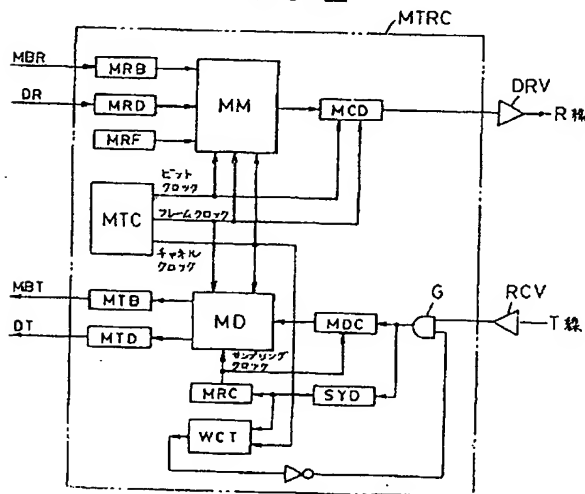 MTRC
MBR
MRB
DR
MRD
MM
MCD
DRV
R線
MRF
ビット
クロック
MTC
フレームクロック
チャネル
クロック
MBT
MTB
MD
MDC
G
RCV
T線
DT
MTD
サンプリング
クロック
MRC
SYD
WCT